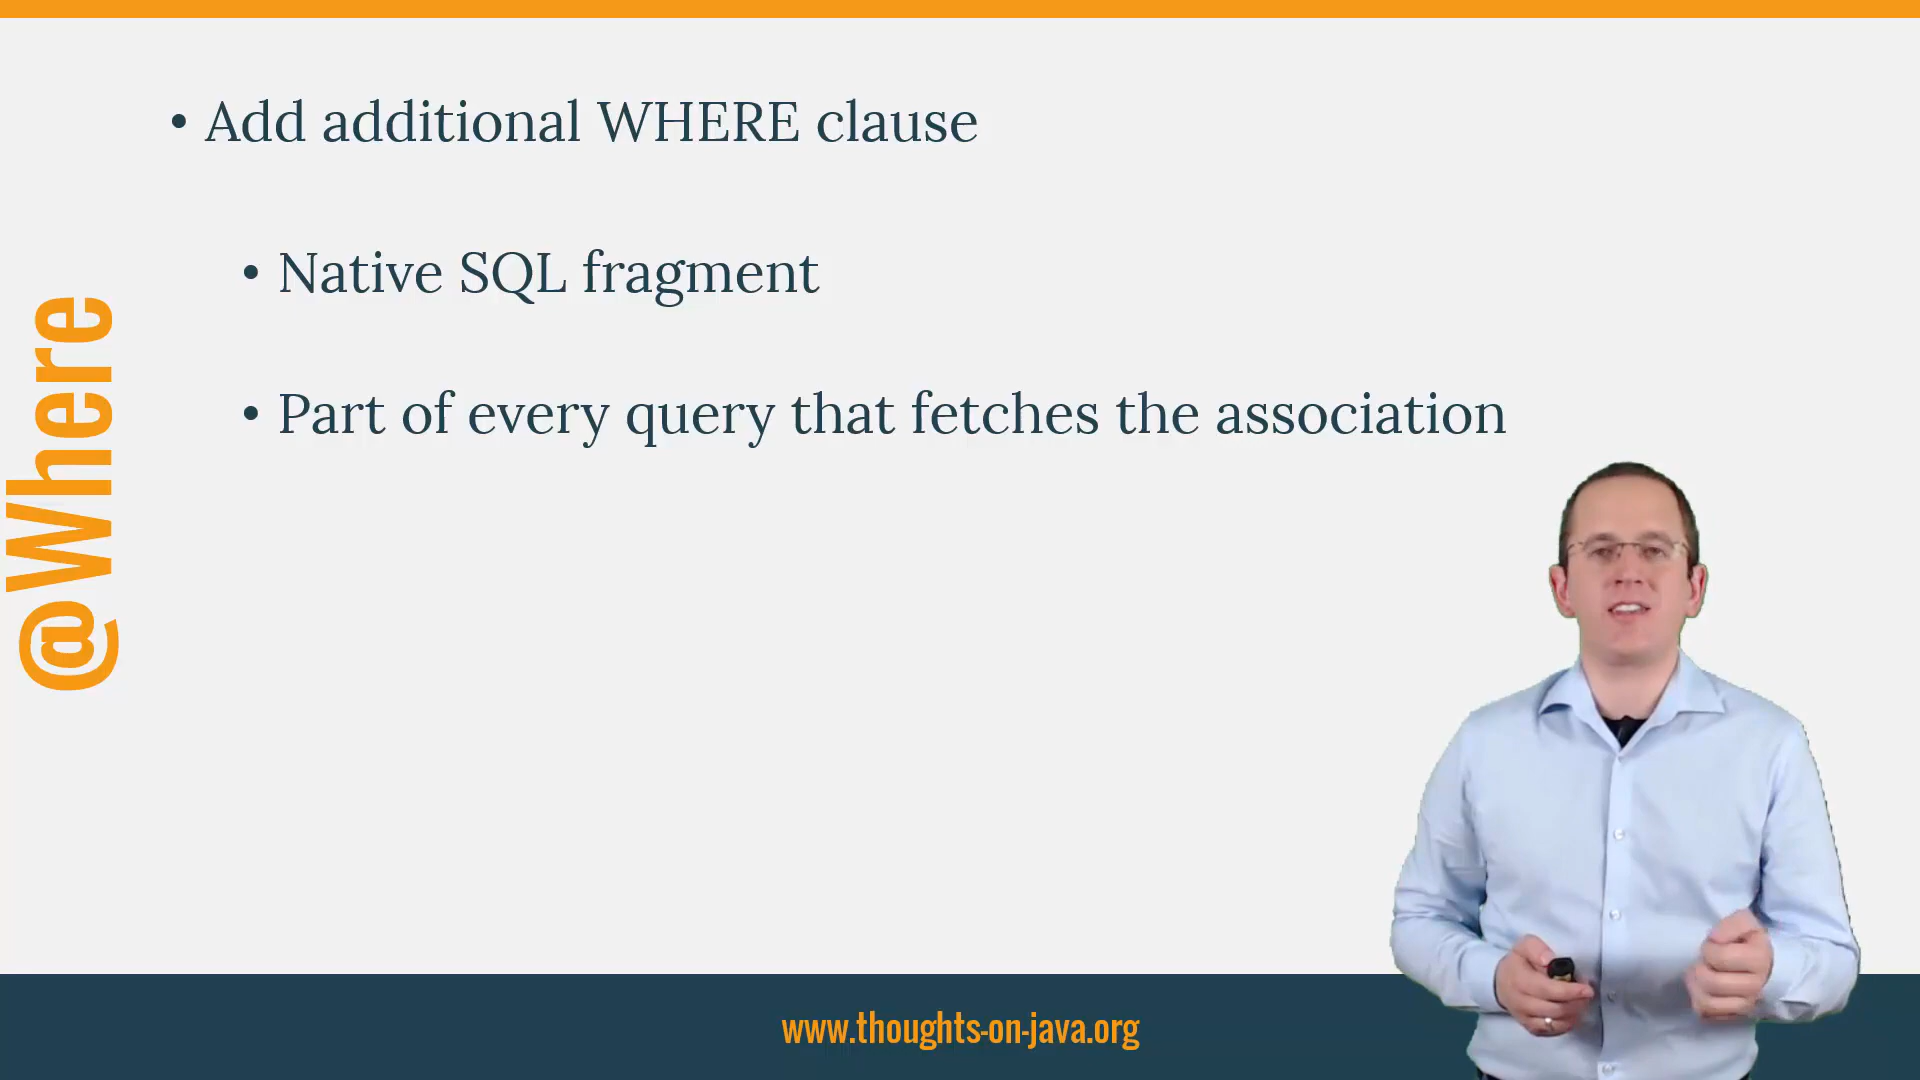 @Where
• Add additional WHERE clause
• Native SQL fragment
• Part of every query that fetches the association
www.thoughts-on-java.org